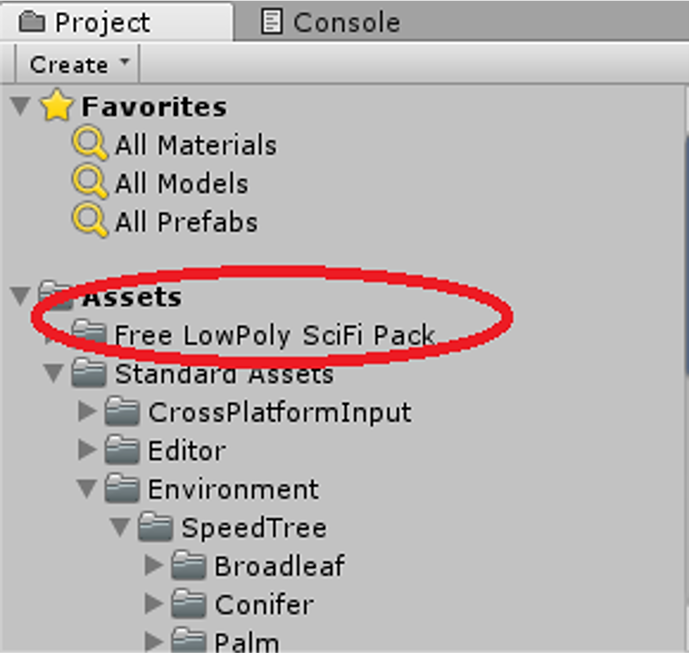 Project Console
Create
Favorites
All Materials
All Models
All Prefabs
Assets
Free LowPoly SciFi Pack
Standard Assets
CrossPlatformInput
Editor
Environment
SpeedTree
Broadleaf
Conifer
Palm